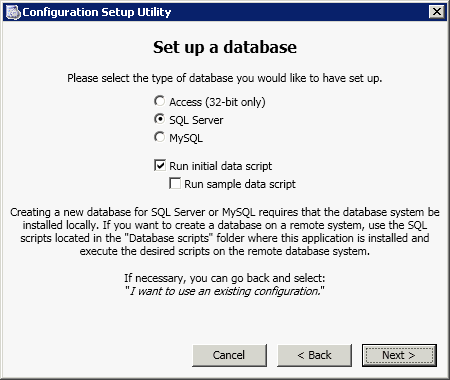 Configuration Setup Utility
Set up a database
Please select the type of database you would like to have set up.
Access (32-bit only)
SQL Server
MySQL
Run initial data script
Run sample data script
Creating a new database for SQL Server or MySQL requires that the database system be
installed locally. If you want to create a database on a remote system, use the SQL
scripts located in the "Database scripts" folder where this application is installed and
execute the desired scripts on the remote database system.
If necessary, you can go back and select:
"I want to use an existing configuration."
Cancel
< Back
Next >